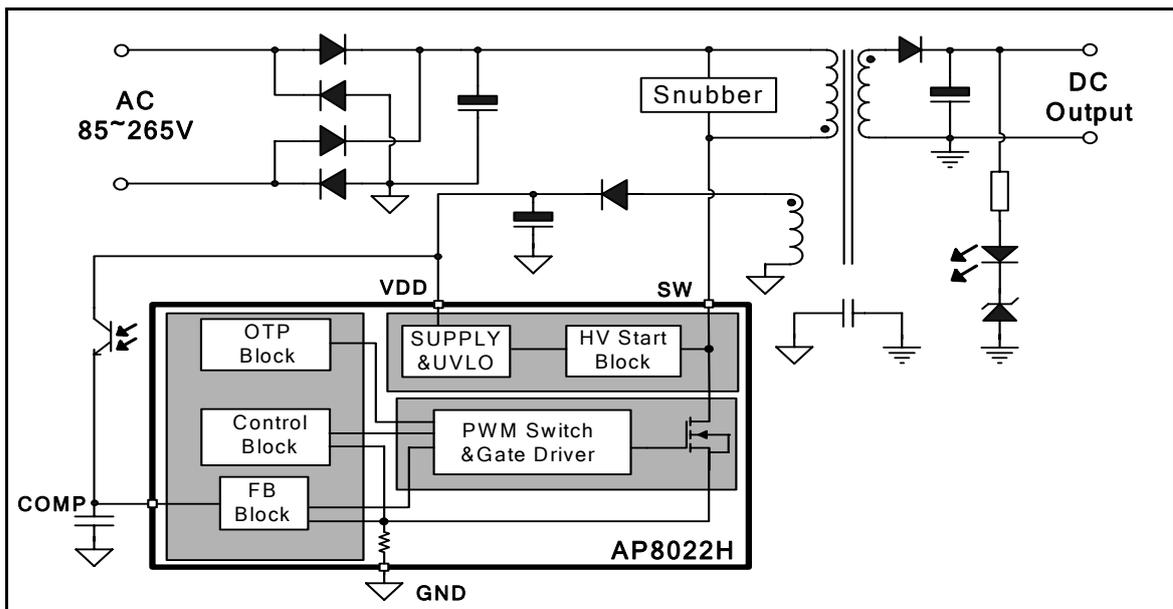 AC
85~265V
Snubber
DC
Output
VDD
SW
OTP
Block
SUPPLY
&UVLO
HV Start
Block
Control
Block
PWM Switch
&Gate Driver
FB
Block
COMP
AP8022H
GND